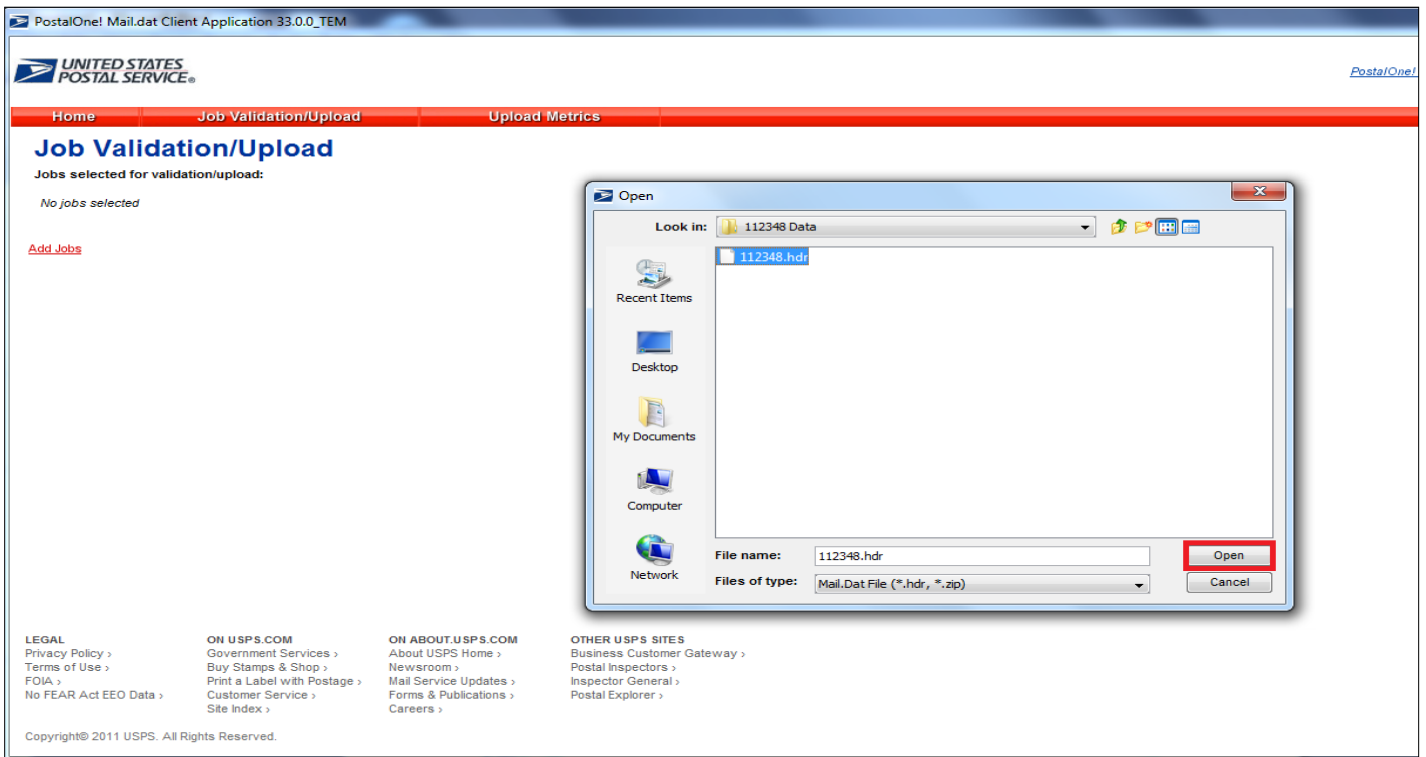 PostalOne! Mail.dat Client Application 33.0.0_TEM
UNITED STATES
POSTAL SERVICE®
PostalOne!
Home Job Validation/Upload Upload Metrics
Job Validation/Upload
Jobs selected for validation/upload:
No jobs selected
Add Jobs
Open
Look in: 112348 Data
112348.hdr
Recent Items
Desktop
My Documents
Computer
Network
File name: 112348.hdr Open
Files of type: Mail.Dat File (*.hdr, *.zip) Cancel
LEGAL
Privacy Policy ›
Terms of Use ›
FOIA ›
No FEAR Act EEO Data ›
ON USPS.COM
Government Services ›
Buy Stamps & Shop ›
Print a Label with Postage ›
Customer Service ›
Site Index ›
ON ABOUT.USPS.COM
About USPS Home ›
Newsroom ›
Mail Service Updates ›
Forms & Publications ›
Careers ›
OTHER USPS SITES
Business Customer Gateway ›
Postal Inspectors ›
Inspector General ›
Postal Explorer ›
Copyright© 2011 USPS. All Rights Reserved.